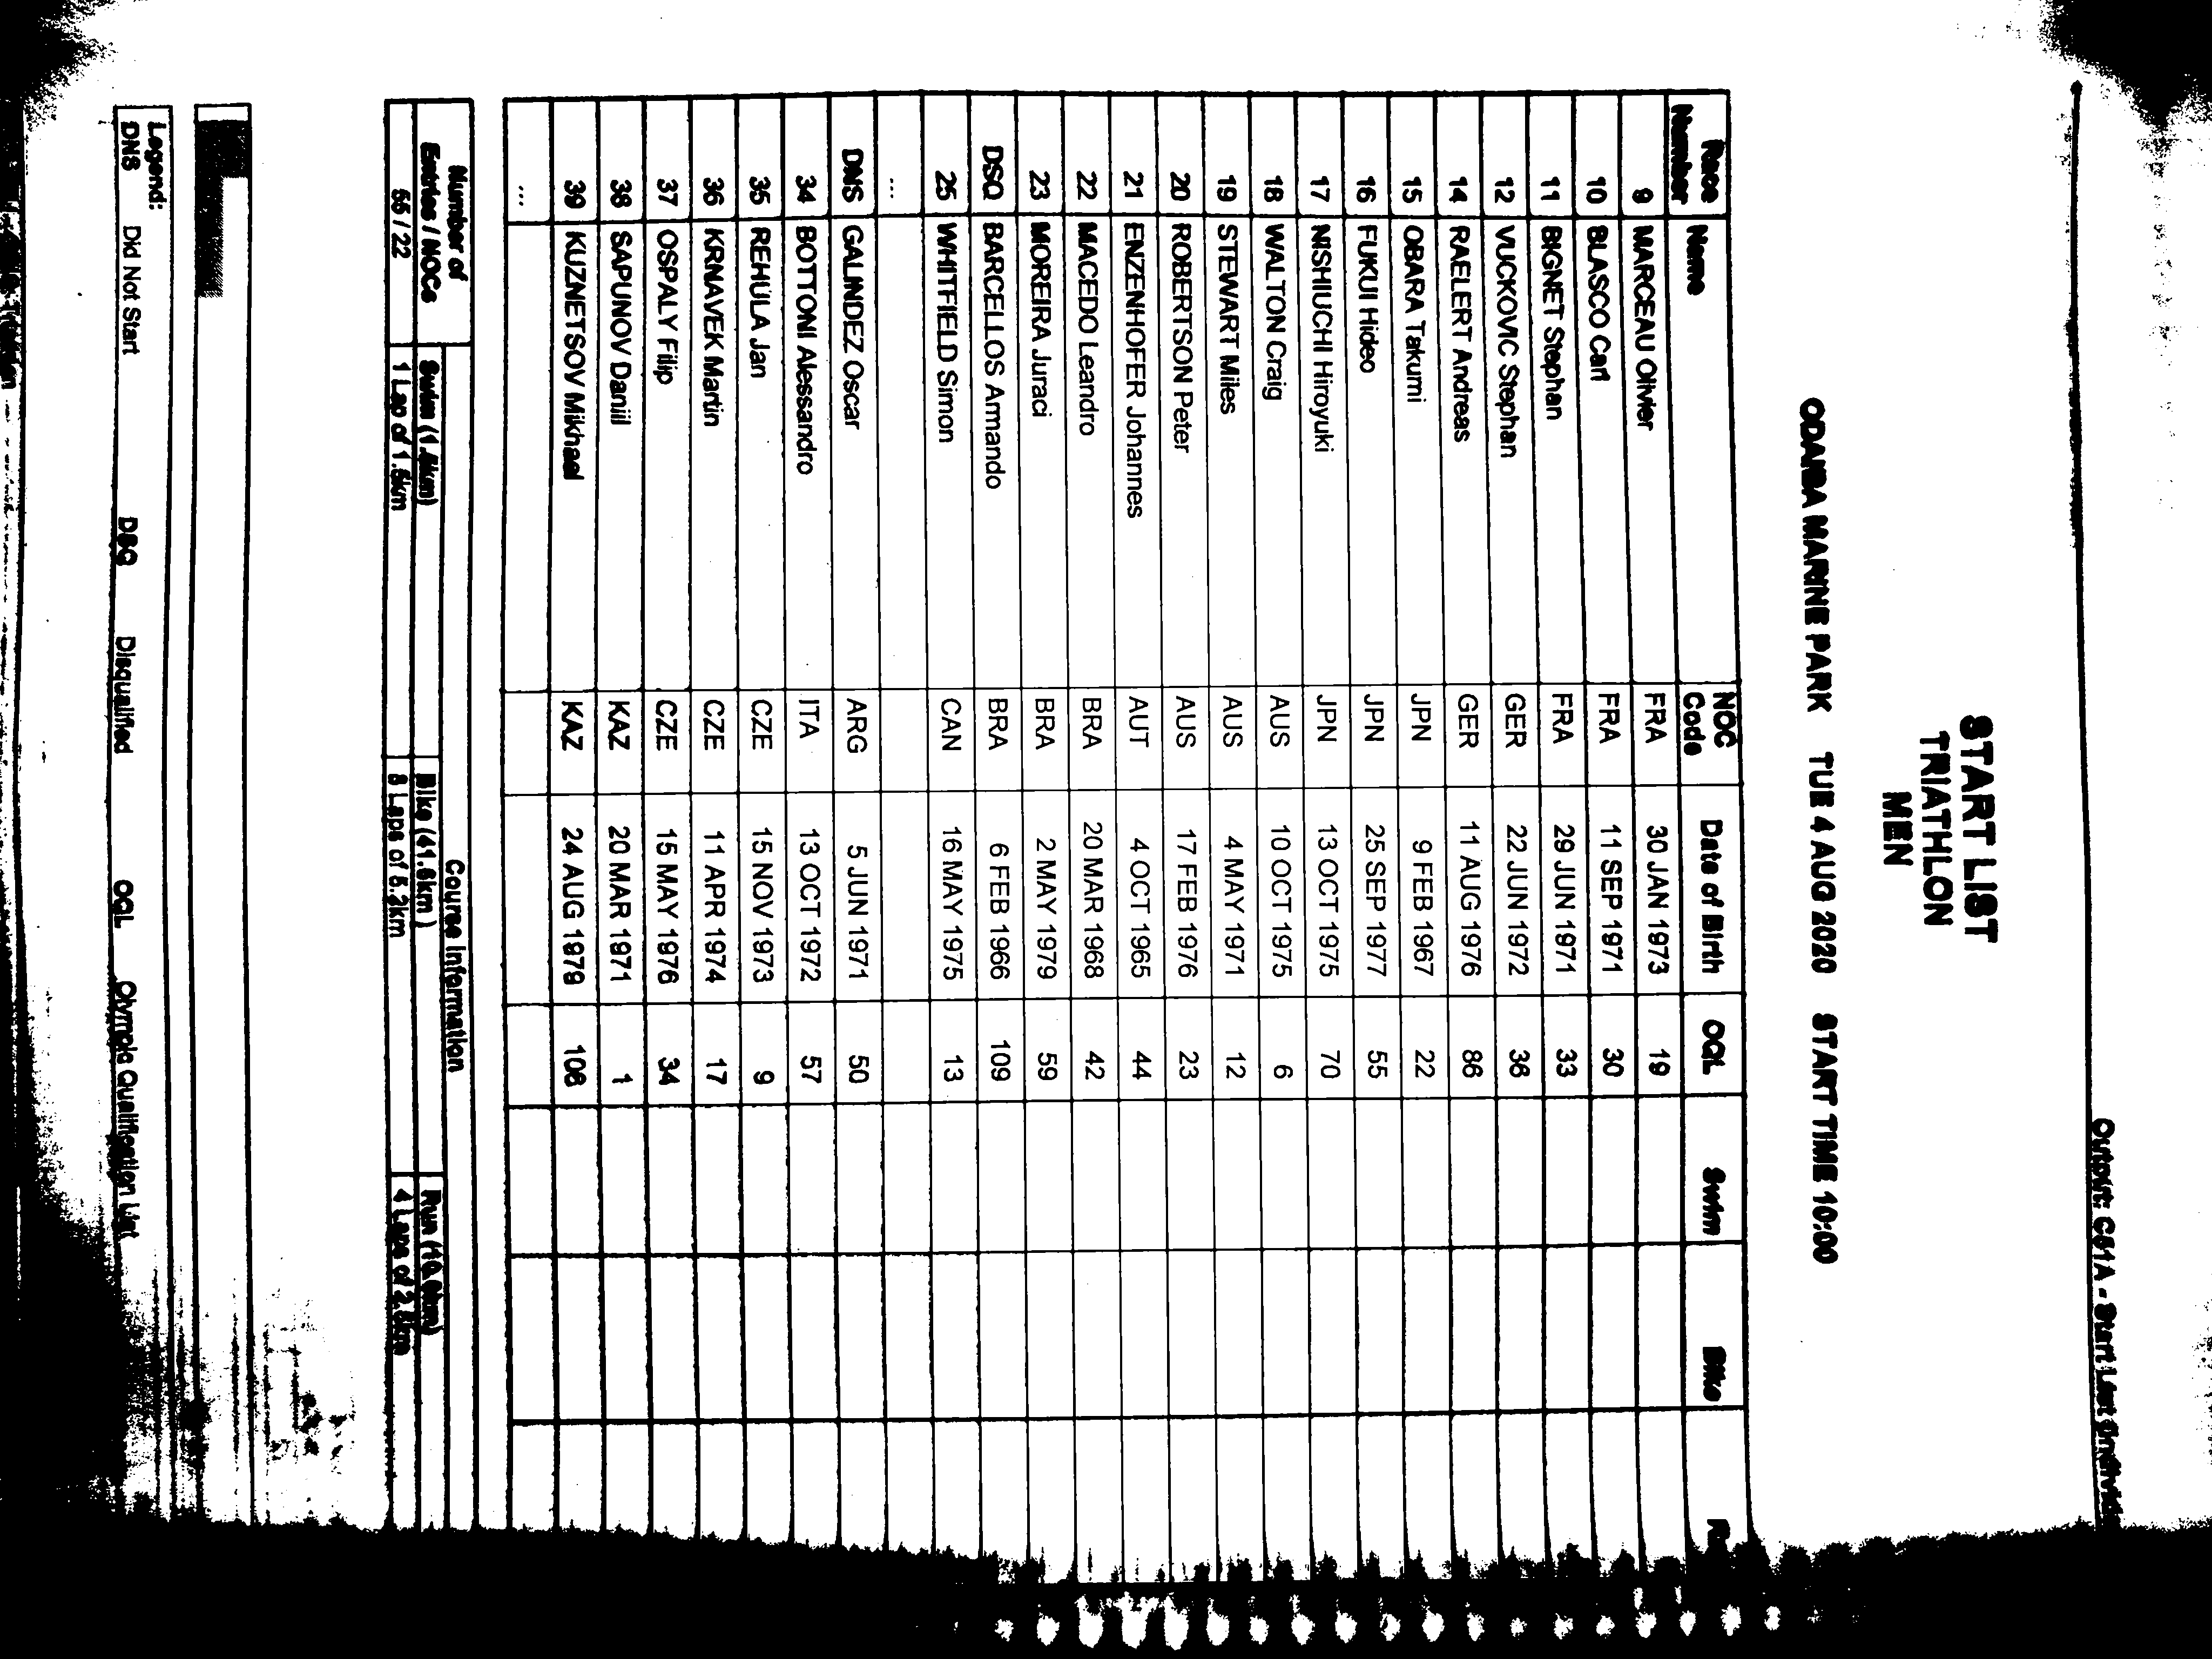 Output: C51A - Start List (Individu
START LIST
TRIATHLON
MEN
ODAIBA MARINE PARK TUE 4 AUG 2020 START TIME 10:00
Race Number Name NOC Code Date of Birth OQL Swim Bike
9 MARCEAU Olivier FRA 30 JAN 1973 19
10 BLASCO Carl FRA 11 SEP 1971 30
11 BIGNET Stephan FRA 29 JUN 1971 33
12 VUCKOVIC Stephan GER 22 JUN 1972 36
14 RAELERT Andreas GER 11 AUG 1976 86
15 OBARA Takumi JPN 9 FEB 1967 22
16 FUKUI Hideo JPN 25 SEP 1977 55
17 NISHIUCHI Hiroyuki JPN 13 OCT 1975 70
18 WALTON Craig AUS 10 OCT 1975 6
19 STEWART Miles AUS 4 MAY 1971 12
20 ROBERTSON Peter AUS 17 FEB 1976 23
21 ENZENHOFER Johannes AUT 4 OCT 1965 44
22 MACEDO Leandro BRA 20 MAR 1968 42
23 MOREIRA Juraci BRA 2 MAY 1979 59
DSQ BARCELLOS Armando BRA 6 FEB 1966 109
25 WHITFIELD Simon CAN 16 MAY 1975 13
...
DNS GALINDEZ Oscar ARG 5 JUN 1971 50
34 BOTTONI Alessandro ITA 13 OCT 1972 57
35 REHULA Jan CZE 15 NOV 1973 9
36 KRNAVEK Martin CZE 11 APR 1974 17
37 OSPALY Filip CZE 15 MAY 1976 34
38 SAPUNOV Daniil KAZ 20 MAR 1971 1
39 KUZNETSOV Mikhael KAZ 24 AUG 1979 106
...
Number of Entries / NOCs Course Information
Swim (1.5km) Bike (41.6km) Run (10.0km)
55 / 22 1 Lap of 1.5km 8 Laps of 5.2km 4 Laps of 2.5km
Legend:
DNS Did Not Start DSQ Disqualified OQL Olympic Qualification List